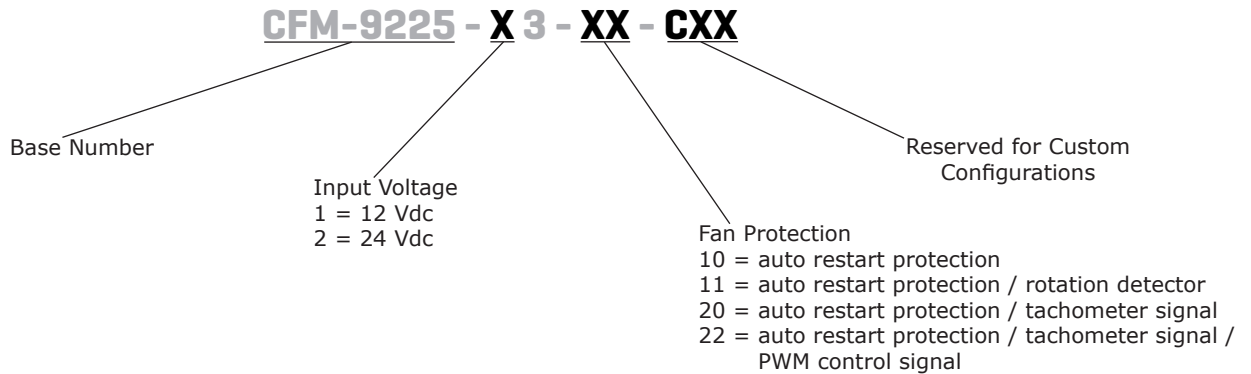 CFM-9225 - X 3 - XX - CXX
Base Number
Reserved for Custom
Configurations
Input Voltage
1 = 12 Vdc
2 = 24 Vdc
Fan Protection
10 = auto restart protection
11 = auto restart protection / rotation detector
20 = auto restart protection / tachometer signal
22 = auto restart protection / tachometer signal /
PWM control signal